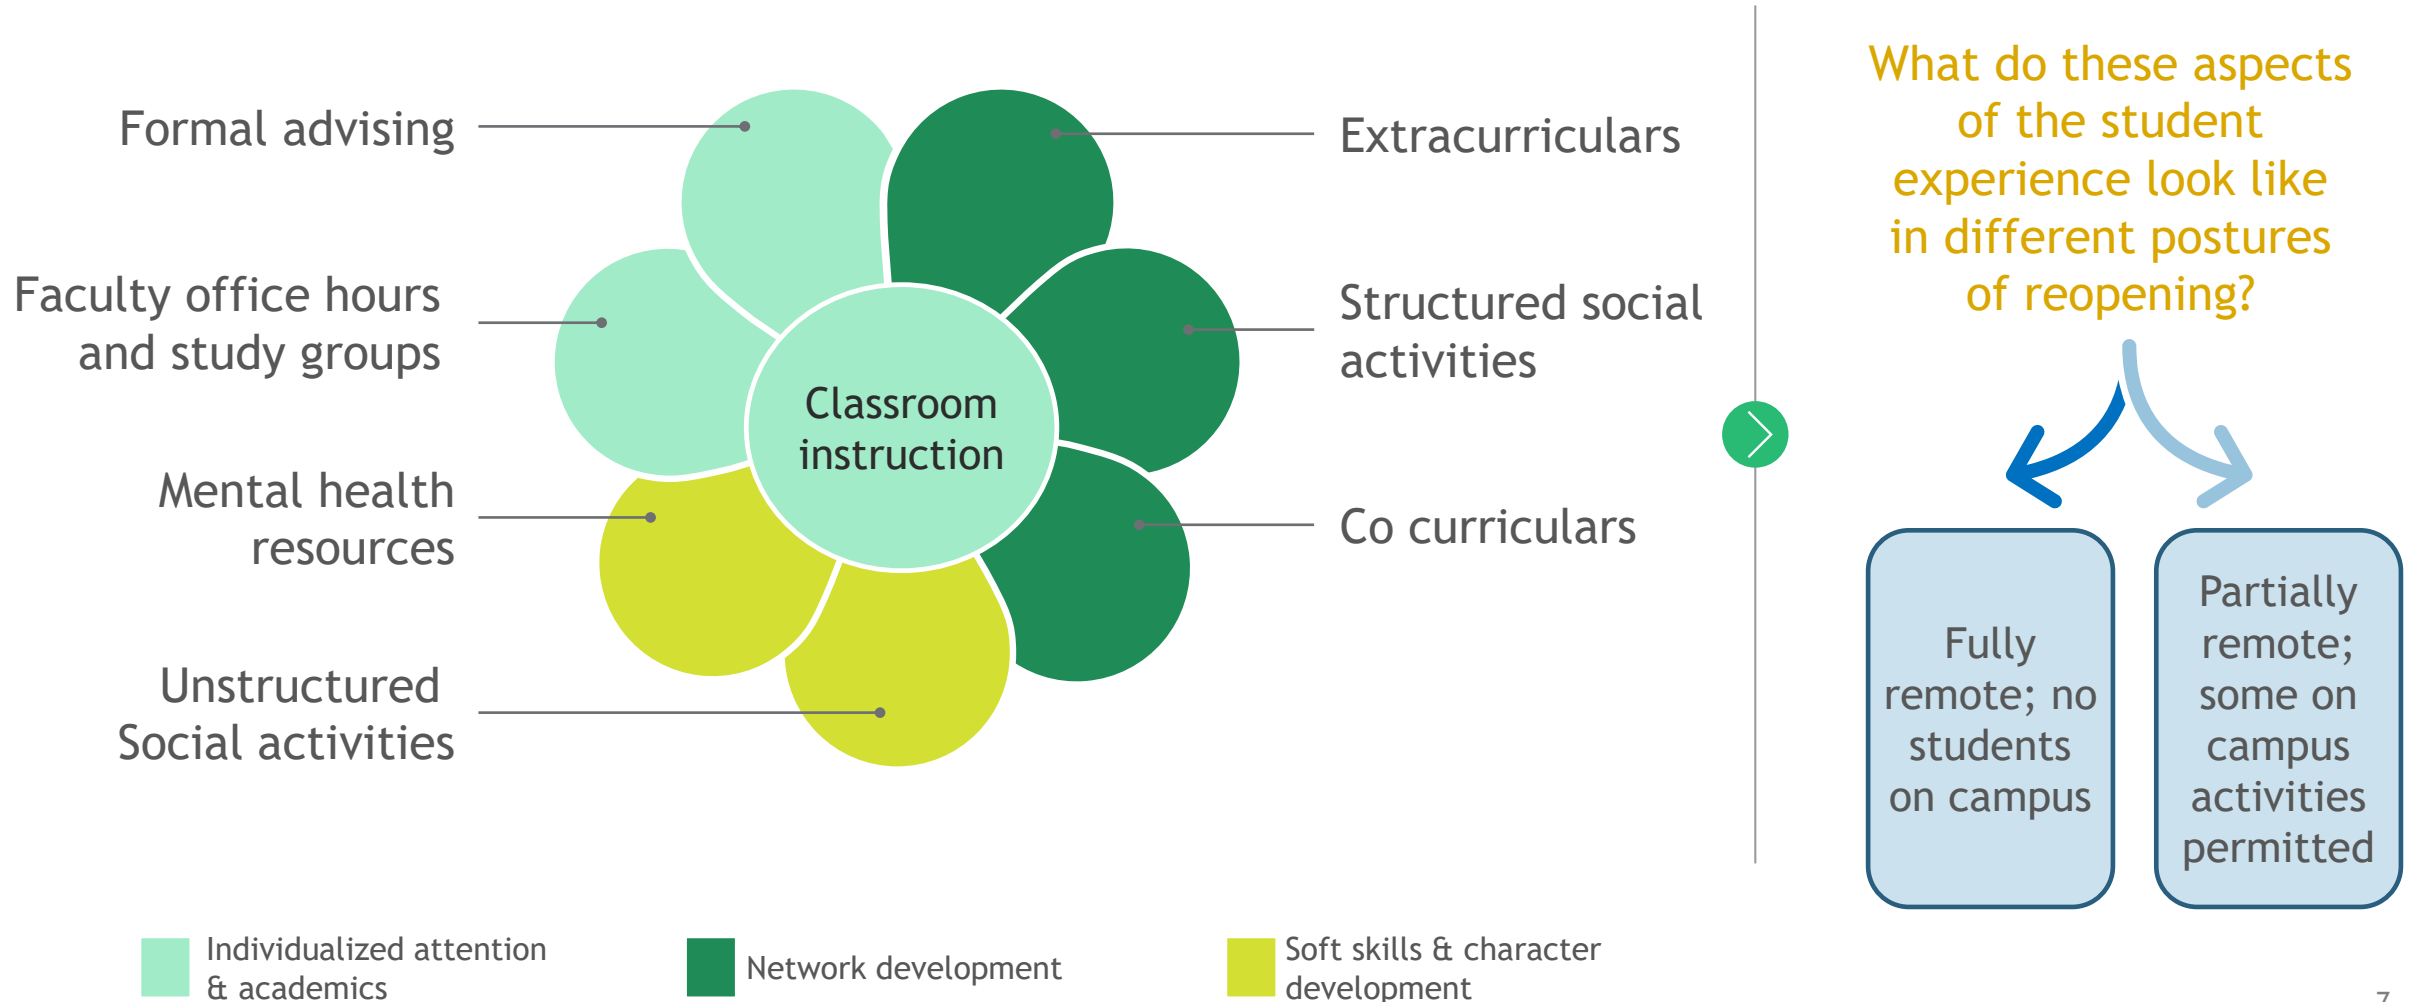 Formal advising
Faculty office hours
and study groups
Mental health
resources
Unstructured
Social activities
Classroom
instruction
Extracurriculars
Structured social
activities
Co curriculars
What do these aspects
of the student
experience look like
in different postures
of reopening?
Fully
remote; no
students
on campus
Partially
remote;
some on
campus
activities
permitted
Individualized attention
& academics
Network development
Soft skills & character
development
7